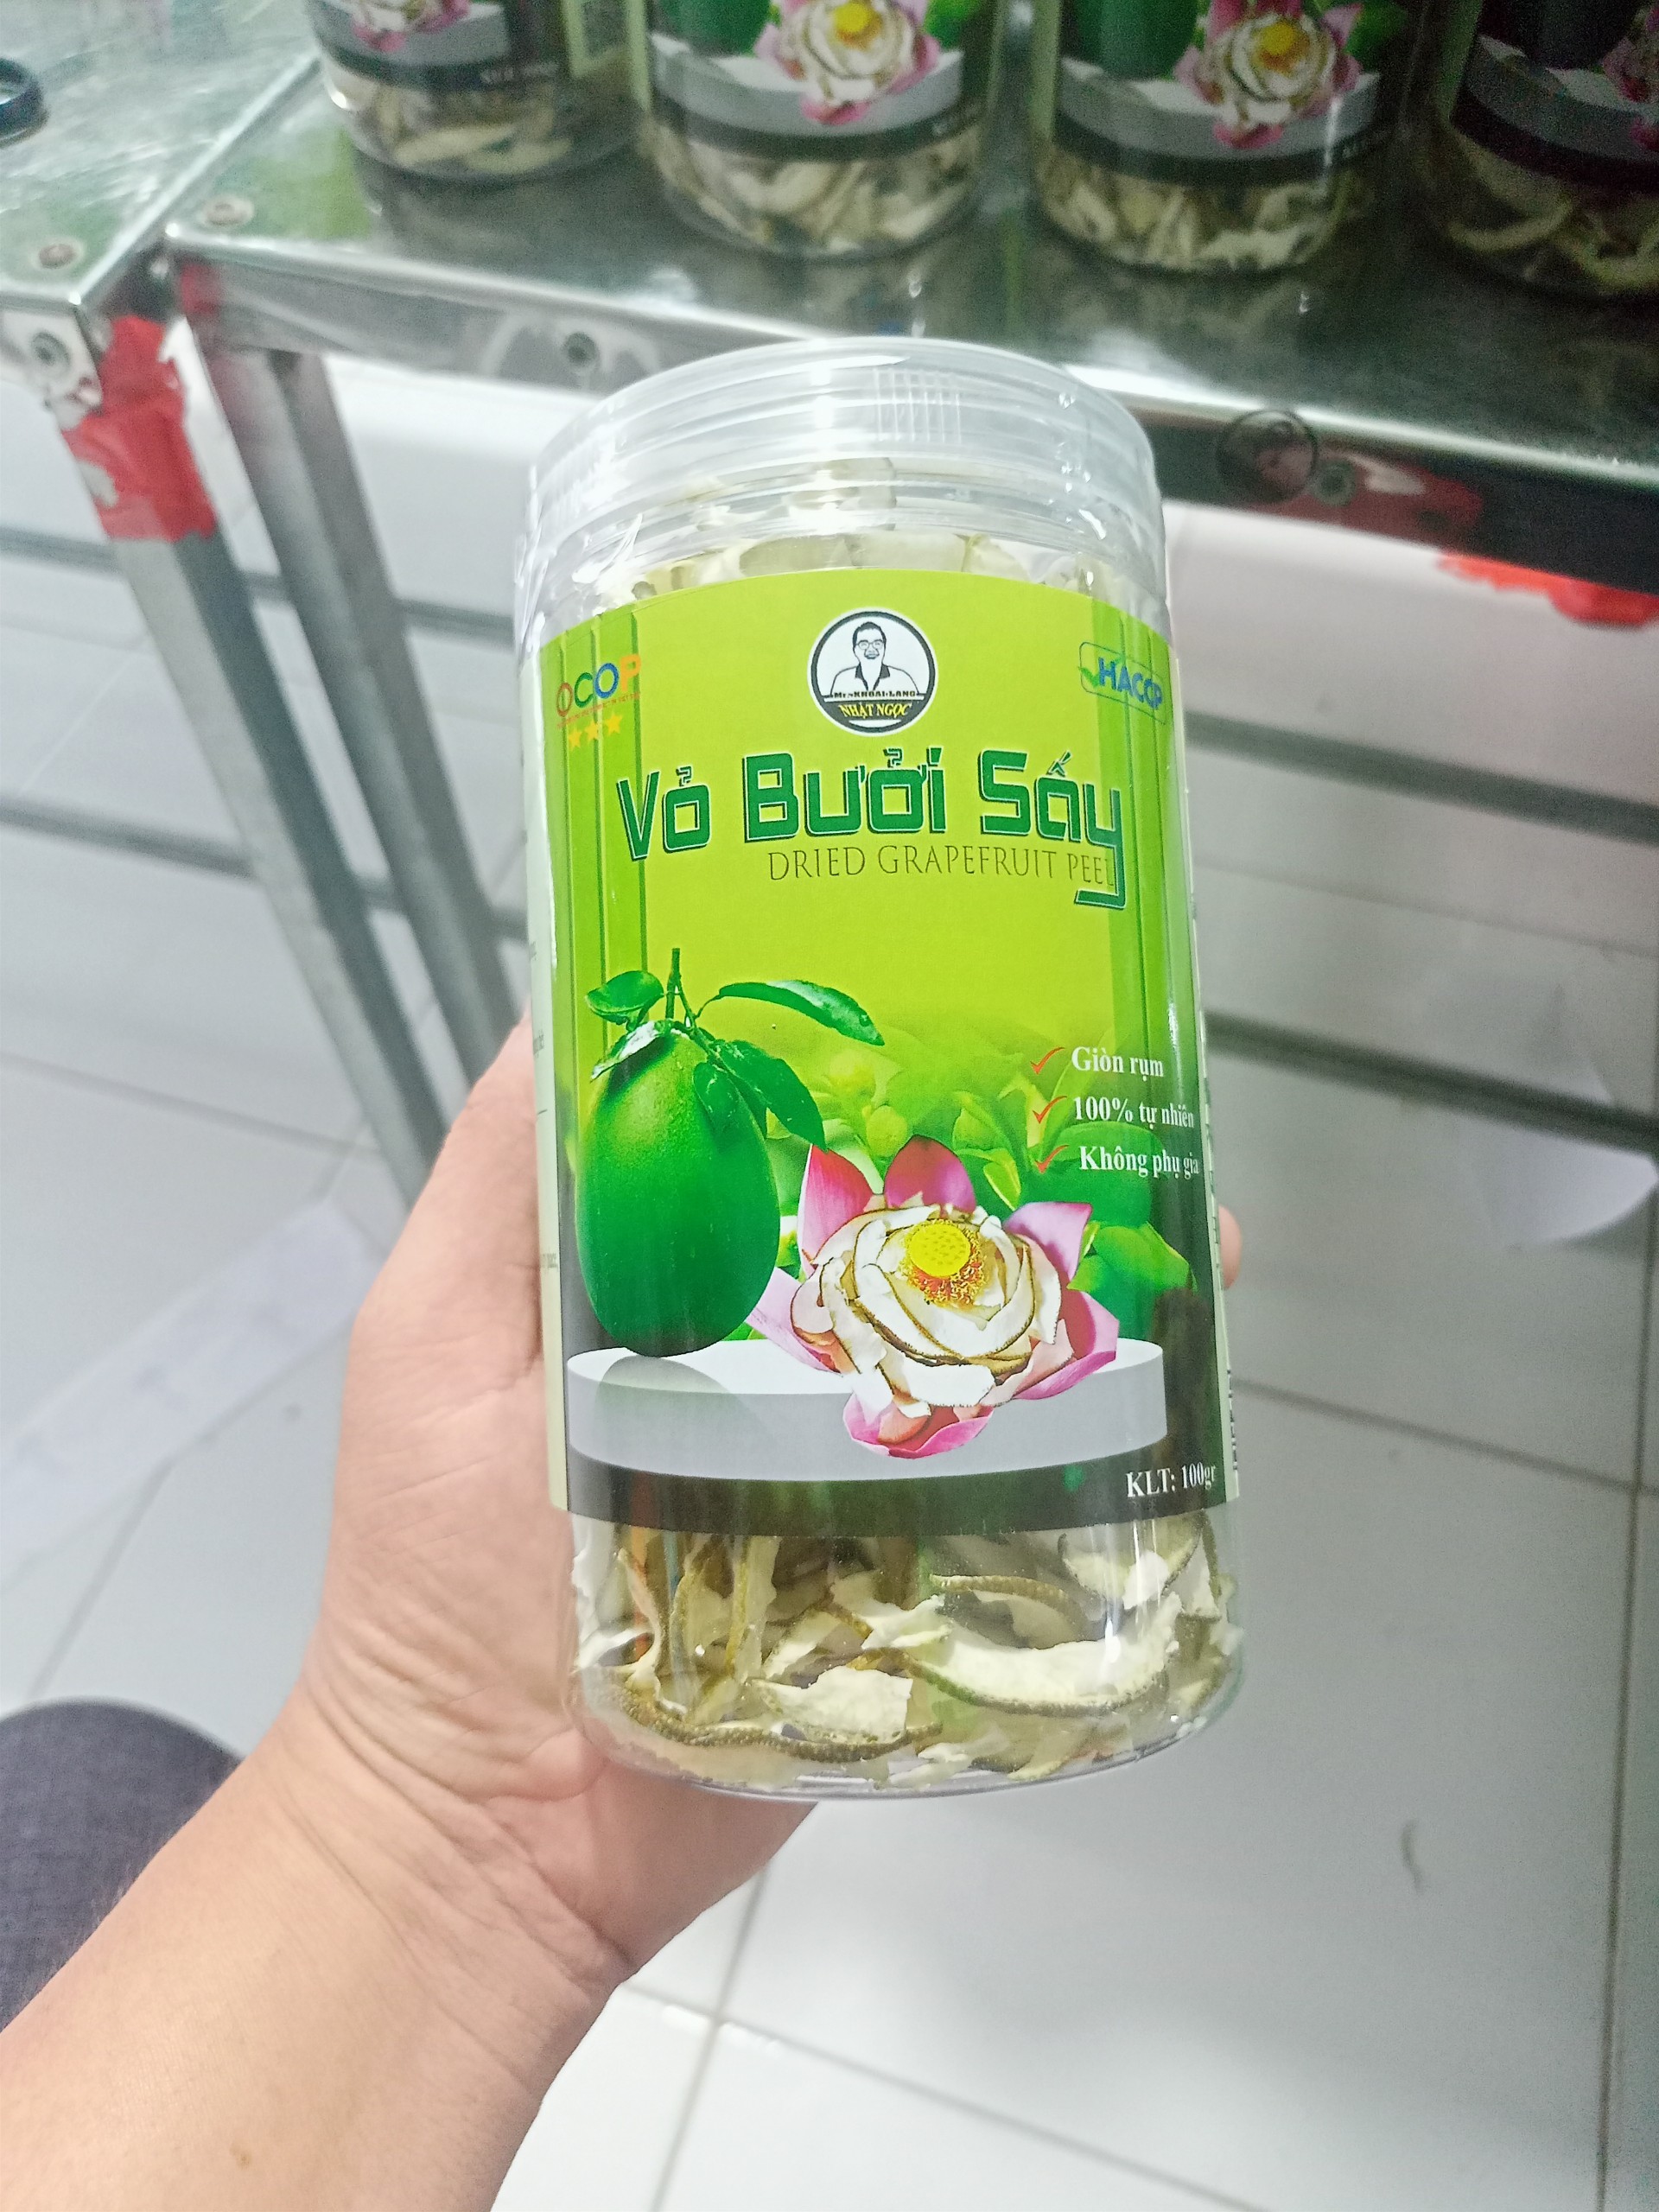 OCOP
Mr.-KHOAI-LANG
NHẬT NGỌC
HACCP
Vỏ Bưởi Sấy
DRIED GRAPEFRUIT PEEL
Giòn rụm
100% tự nhiên
Không phụ gia
KLT: 100gr